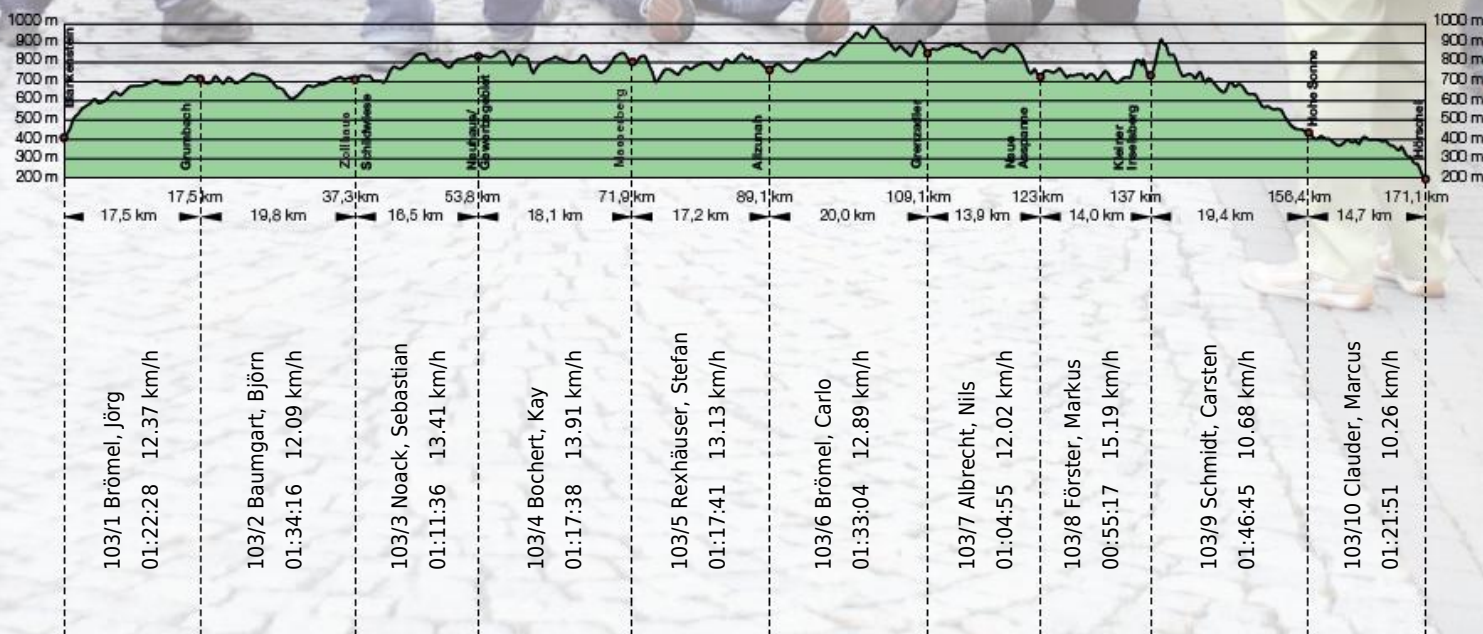 1000 m
900 m
800 m
700 m
600 m
500 m
400 m
300 m
200 m
1000 m
900 m
800 m
700 m
600 m
500 m
400 m
300 m
200 m
Blankenstein
Grumbach
Zollhaus
Schildwiese
Neuhaus/
Gewerbegebiet
Masserberg
Allzunah
Grenzadler
Neue
Ausspanne
Kleiner
Inselsberg
Hohe Sonne
Hörschel
17,5 km
37,3 km
53,8 km
71,9 km
89,1 km
109,1 km
123 km
137 km
156,4 km
171,1 km
17,5 km
19,8 km
16,5 km
18,1 km
17,2 km
20,0 km
13,9 km
14,0 km
19,4 km
14,7 km
103/1 Brömel, Jörg
01:22:28 12.37 km/h
103/2 Baumgart, Björn
01:34:16 12.09 km/h
103/3 Noack, Sebastian
01:11:36 13.41 km/h
103/4 Bochert, Kay
01:17:38 13.91 km/h
103/5 Rexhäuser, Stefan
01:17:41 13.13 km/h
103/6 Brömel, Carlo
01:33:04 12.89 km/h
103/7 Albrecht, Nils
01:04:55 12.02 km/h
103/8 Förster, Markus
00:55:17 15.19 km/h
103/9 Schmidt, Carsten
01:46:45 10.68 km/h
103/10 Clauder, Marcus
01:21:51 10.26 km/h